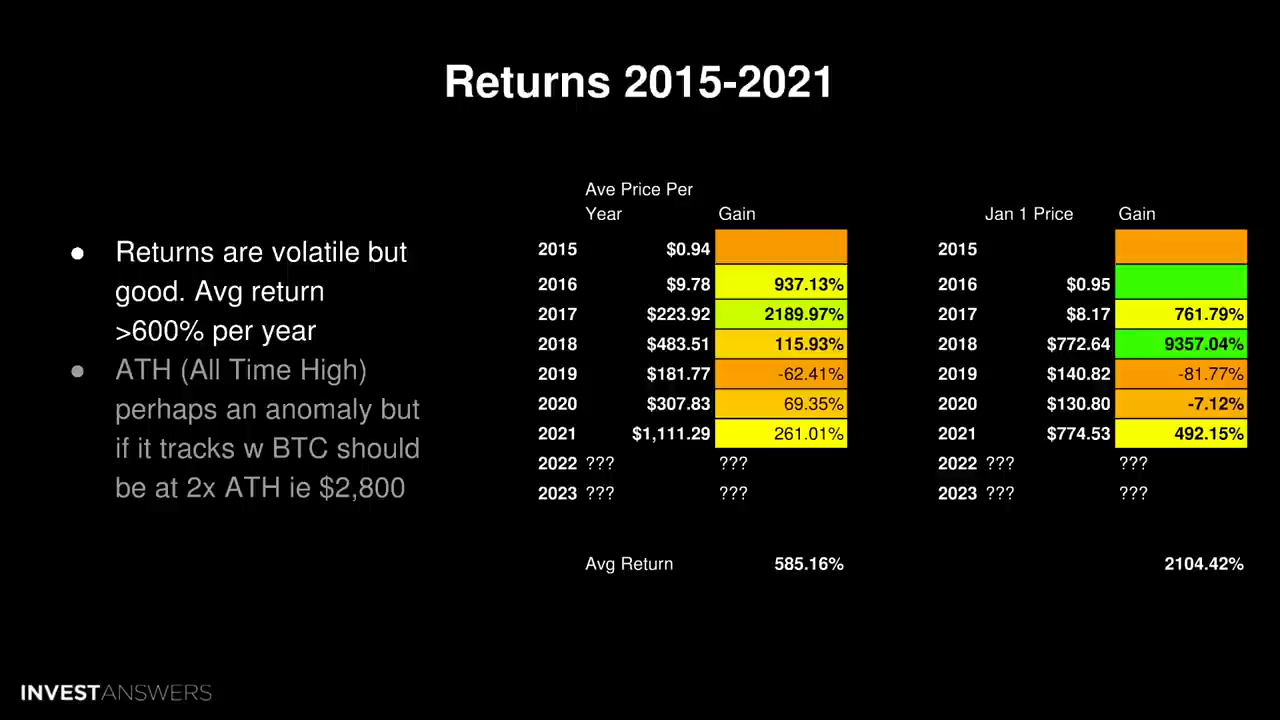 Returns 2015-2021
● Returns are volatile but
good. Avg return
>600% per year
● ATH (All Time High)
perhaps an anomaly but
if it tracks w BTC should
be at 2x ATH ie $2,800
Ave Price Per
Year Gain
2015 $0.94
2016 $9.78 937.13%
2017 $223.92 2189.97%
2018 $483.51 115.93%
2019 $181.77 -62.41%
2020 $307.83 69.35%
2021 $1,111.29 261.01%
2022 ??? ???
2023 ??? ???
Avg Return 585.16%
Jan 1 Price Gain
2015
2016 $0.95
2017 $8.17 761.79%
2018 $772.64 9357.04%
2019 $140.82 -81.77%
2020 $130.80 -7.12%
2021 $774.53 492.15%
2022 ??? ???
2023 ??? ???
2104.42%
INVESTANSWERS